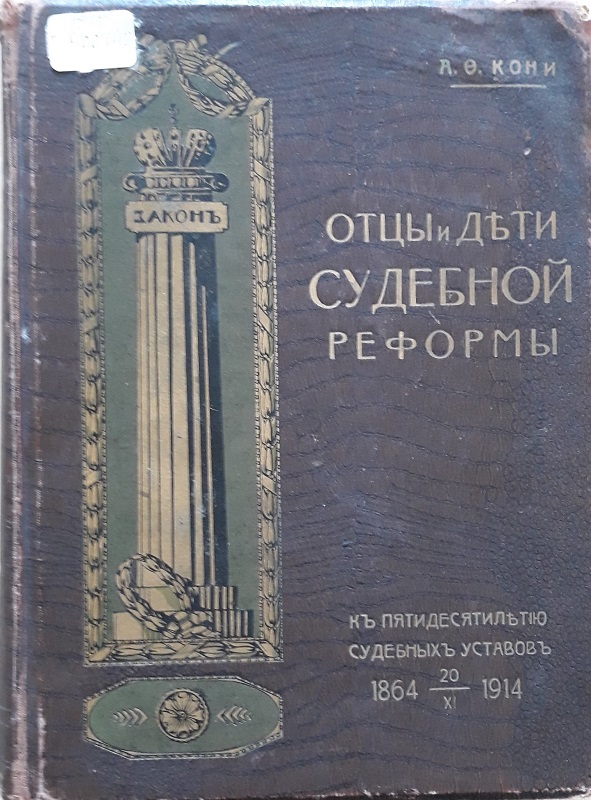 А. Ѳ. КОНИ
ЗАКОНЪ
ОТЦЫ и ДѢТИ
СУДЕБНОЙ
РЕФОРМЫ
КЪ ПЯТИДЕСЯТИЛѢТІЮ
СУДЕБНЫХЪ УСТАВОВЪ
1864 20/XI 1914